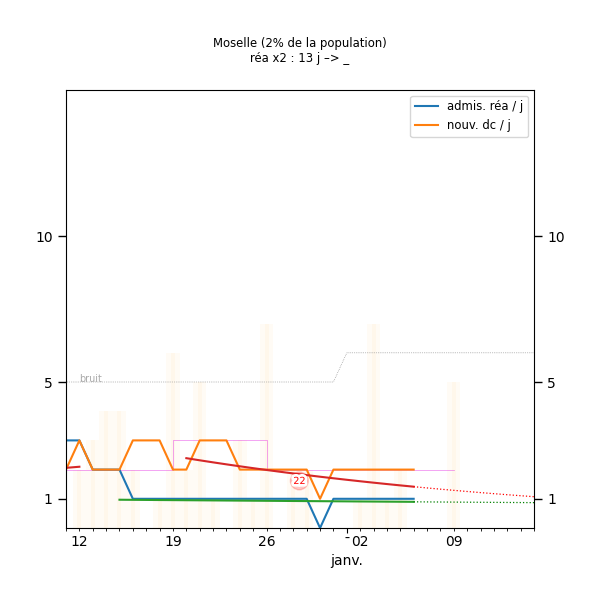 Moselle (2% de la population)
réa x2 : 13 j –> _
admis. réa / j
nouv. dc / j
10
10
bruit
5
5
22
1
1
12
19
26
02
09
janv.